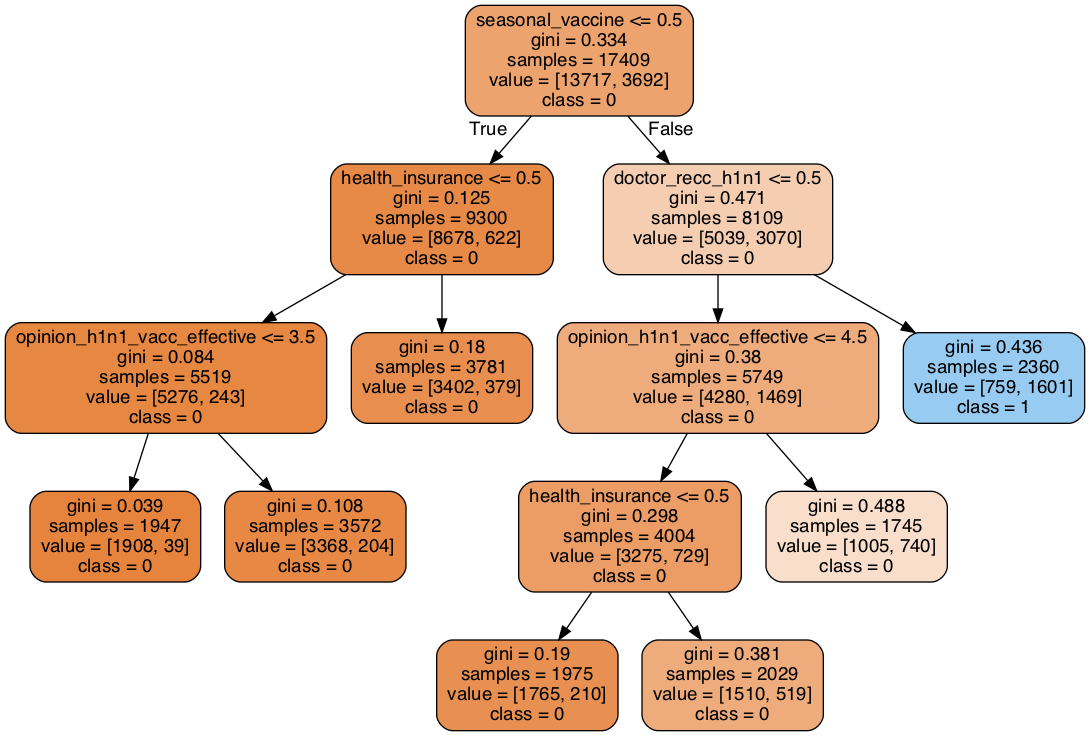 seasonal_vaccine <= 0.5
gini = 0.334
samples = 17409
value = [13717, 3692]
class = 0
True
False
health_insurance <= 0.5
gini = 0.125
samples = 9300
value = [8678, 622]
class = 0
doctor_recc_h1n1 <= 0.5
gini = 0.471
samples = 8109
value = [5039, 3070]
class = 0
opinion_h1n1_vacc_effective <= 3.5
gini = 0.084
samples = 5519
value = [5276, 243]
class = 0
gini = 0.18
samples = 3781
value = [3402, 379]
class = 0
opinion_h1n1_vacc_effective <= 4.5
gini = 0.38
samples = 5749
value = [4280, 1469]
class = 0
gini = 0.436
samples = 2360
value = [759, 1601]
class = 1
gini = 0.039
samples = 1947
value = [1908, 39]
class = 0
gini = 0.108
samples = 3572
value = [3368, 204]
class = 0
health_insurance <= 0.5
gini = 0.298
samples = 4004
value = [3275, 729]
class = 0
gini = 0.488
samples = 1745
value = [1005, 740]
class = 0
gini = 0.19
samples = 1975
value = [1765, 210]
class = 0
gini = 0.381
samples = 2029
value = [1510, 519]
class = 0